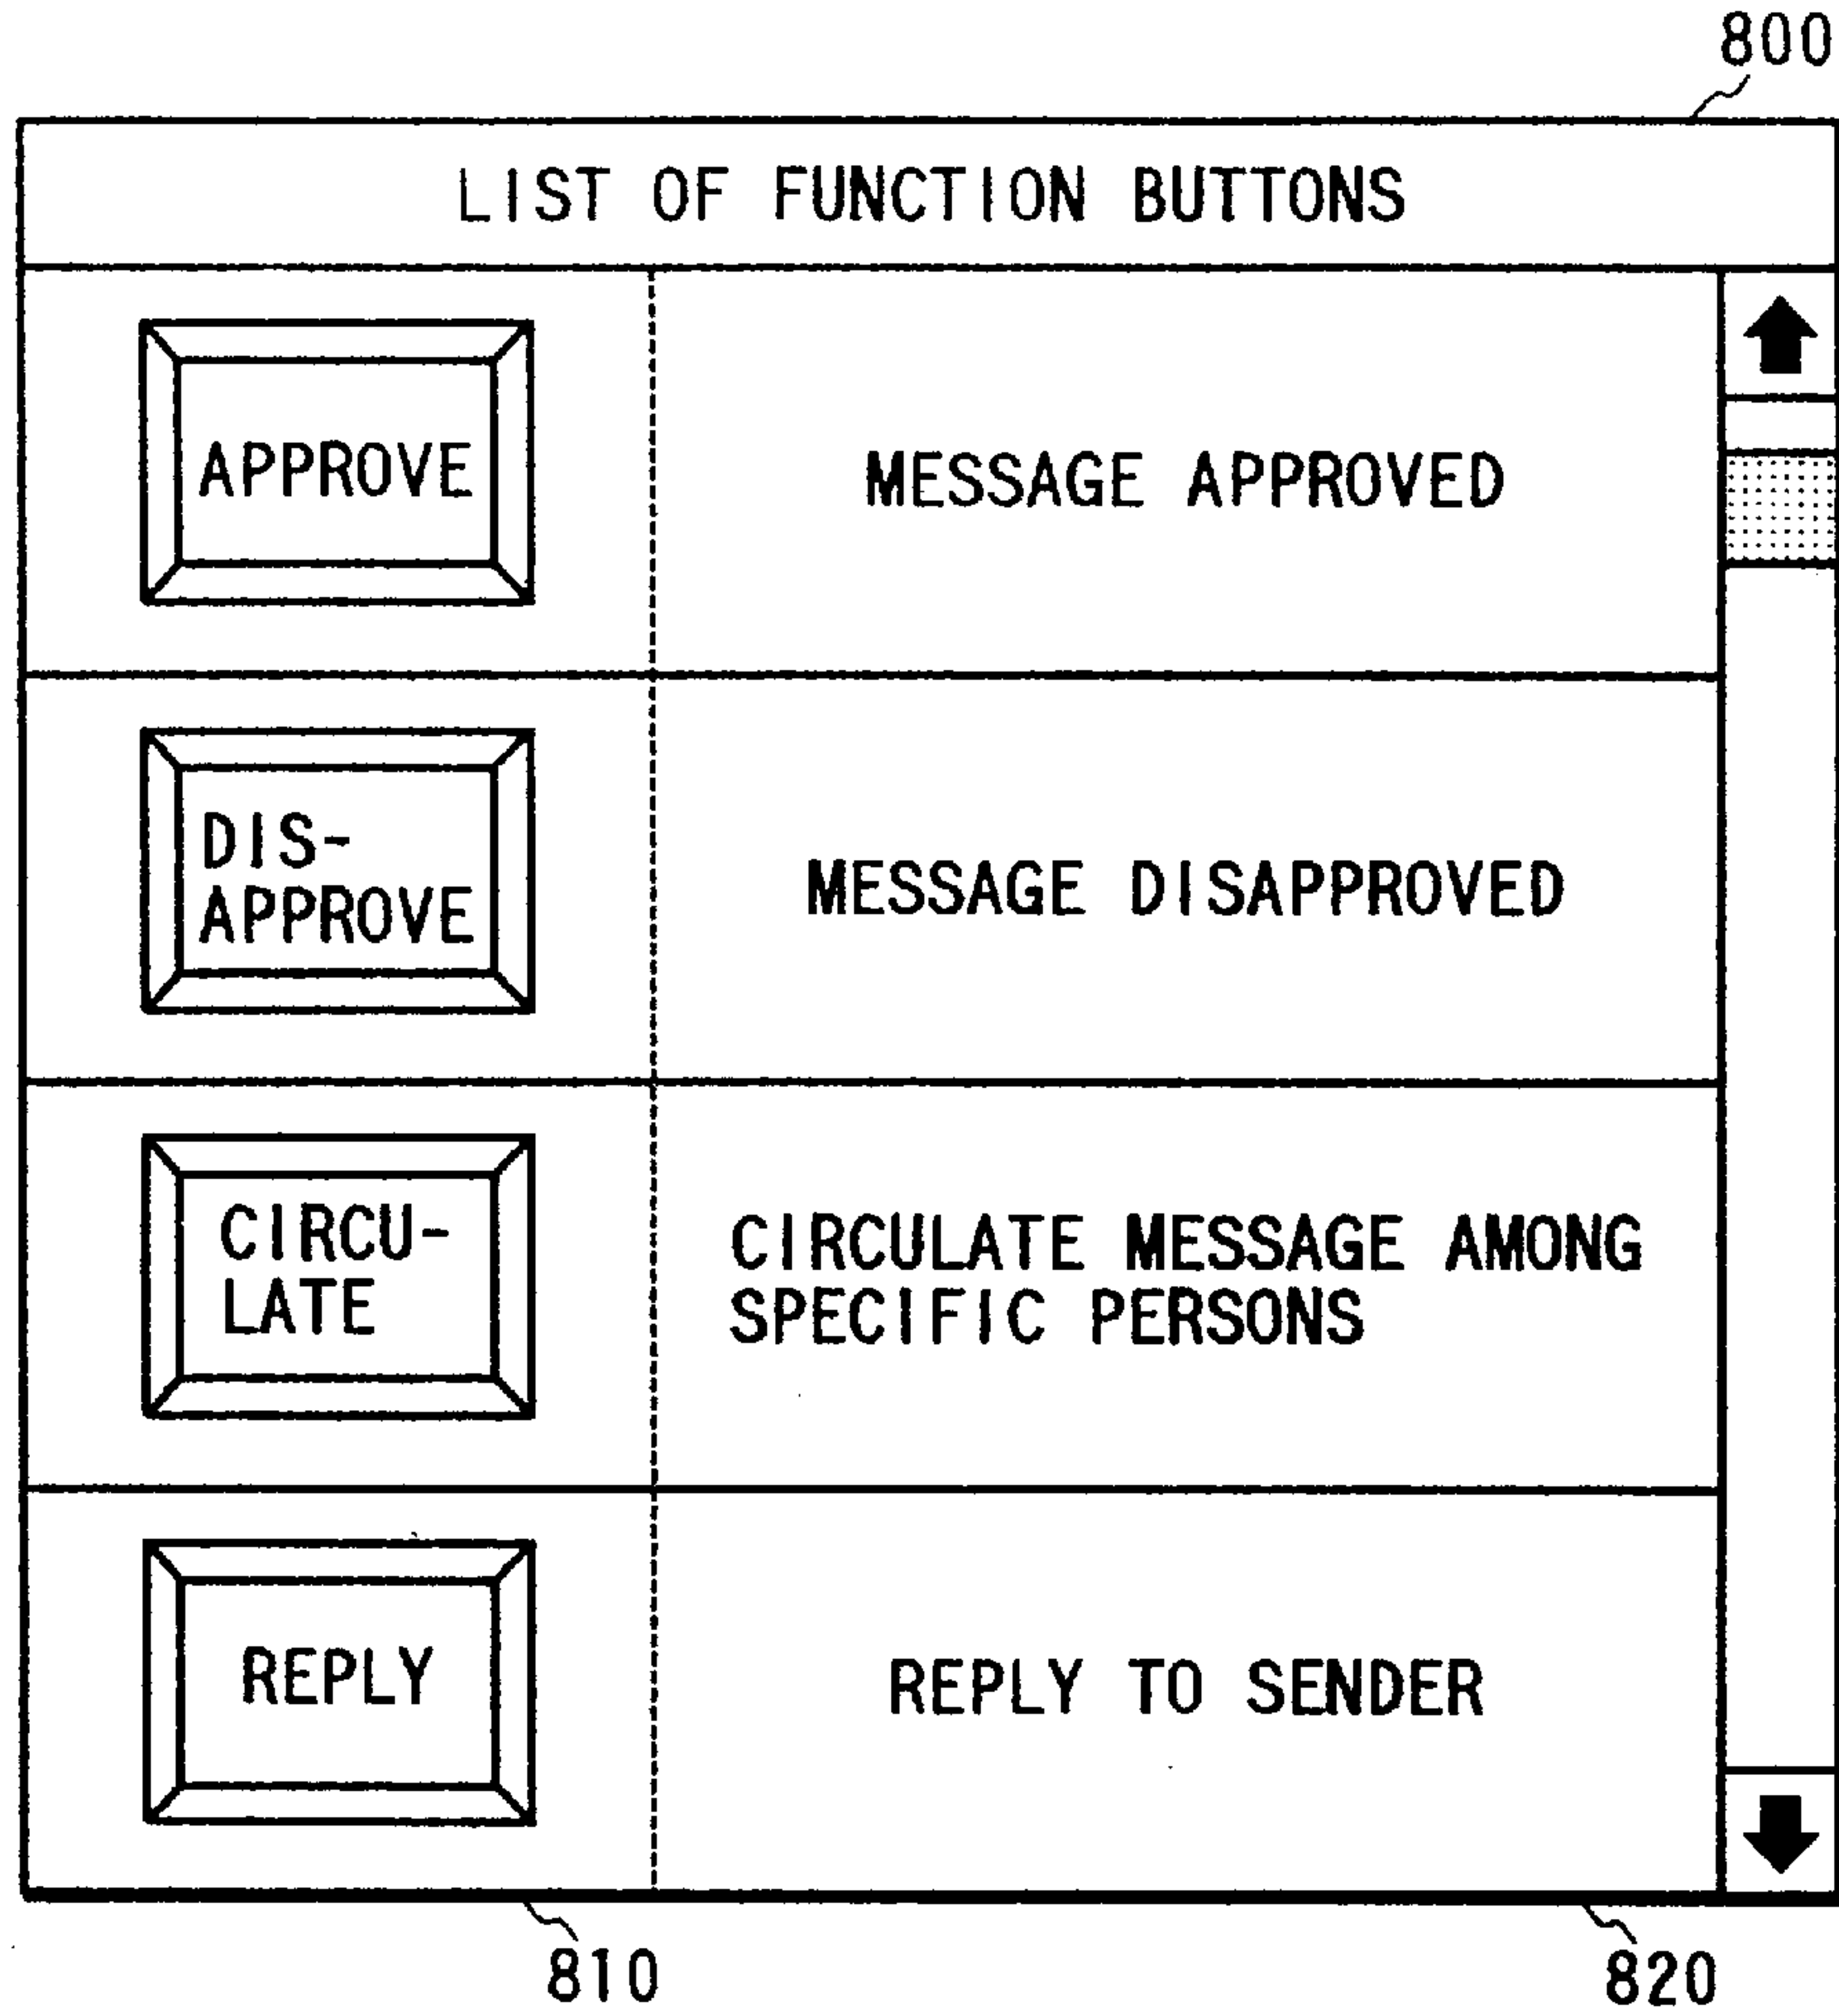 800
LIST OF FUNCTION BUTTONS
APPROVE
MESSAGE APPROVED
DIS-
APPROVE
MESSAGE DISAPPROVED
CIRCU-
LATE
CIRCULATE MESSAGE AMONG
SPECIFIC PERSONS
REPLY
REPLY TO SENDER
810
820